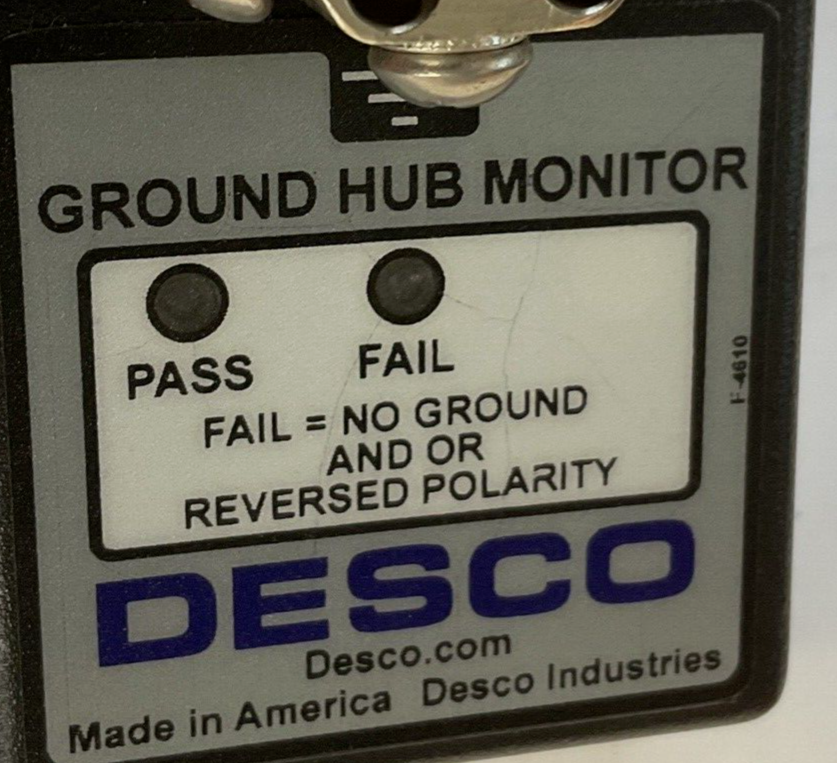 GROUND HUB MONITOR
PASS FAIL
FAIL = NO GROUND
AND OR
REVERSED POLARITY
F-4610
DESCO
Desco.com
Made in America Desco Industries